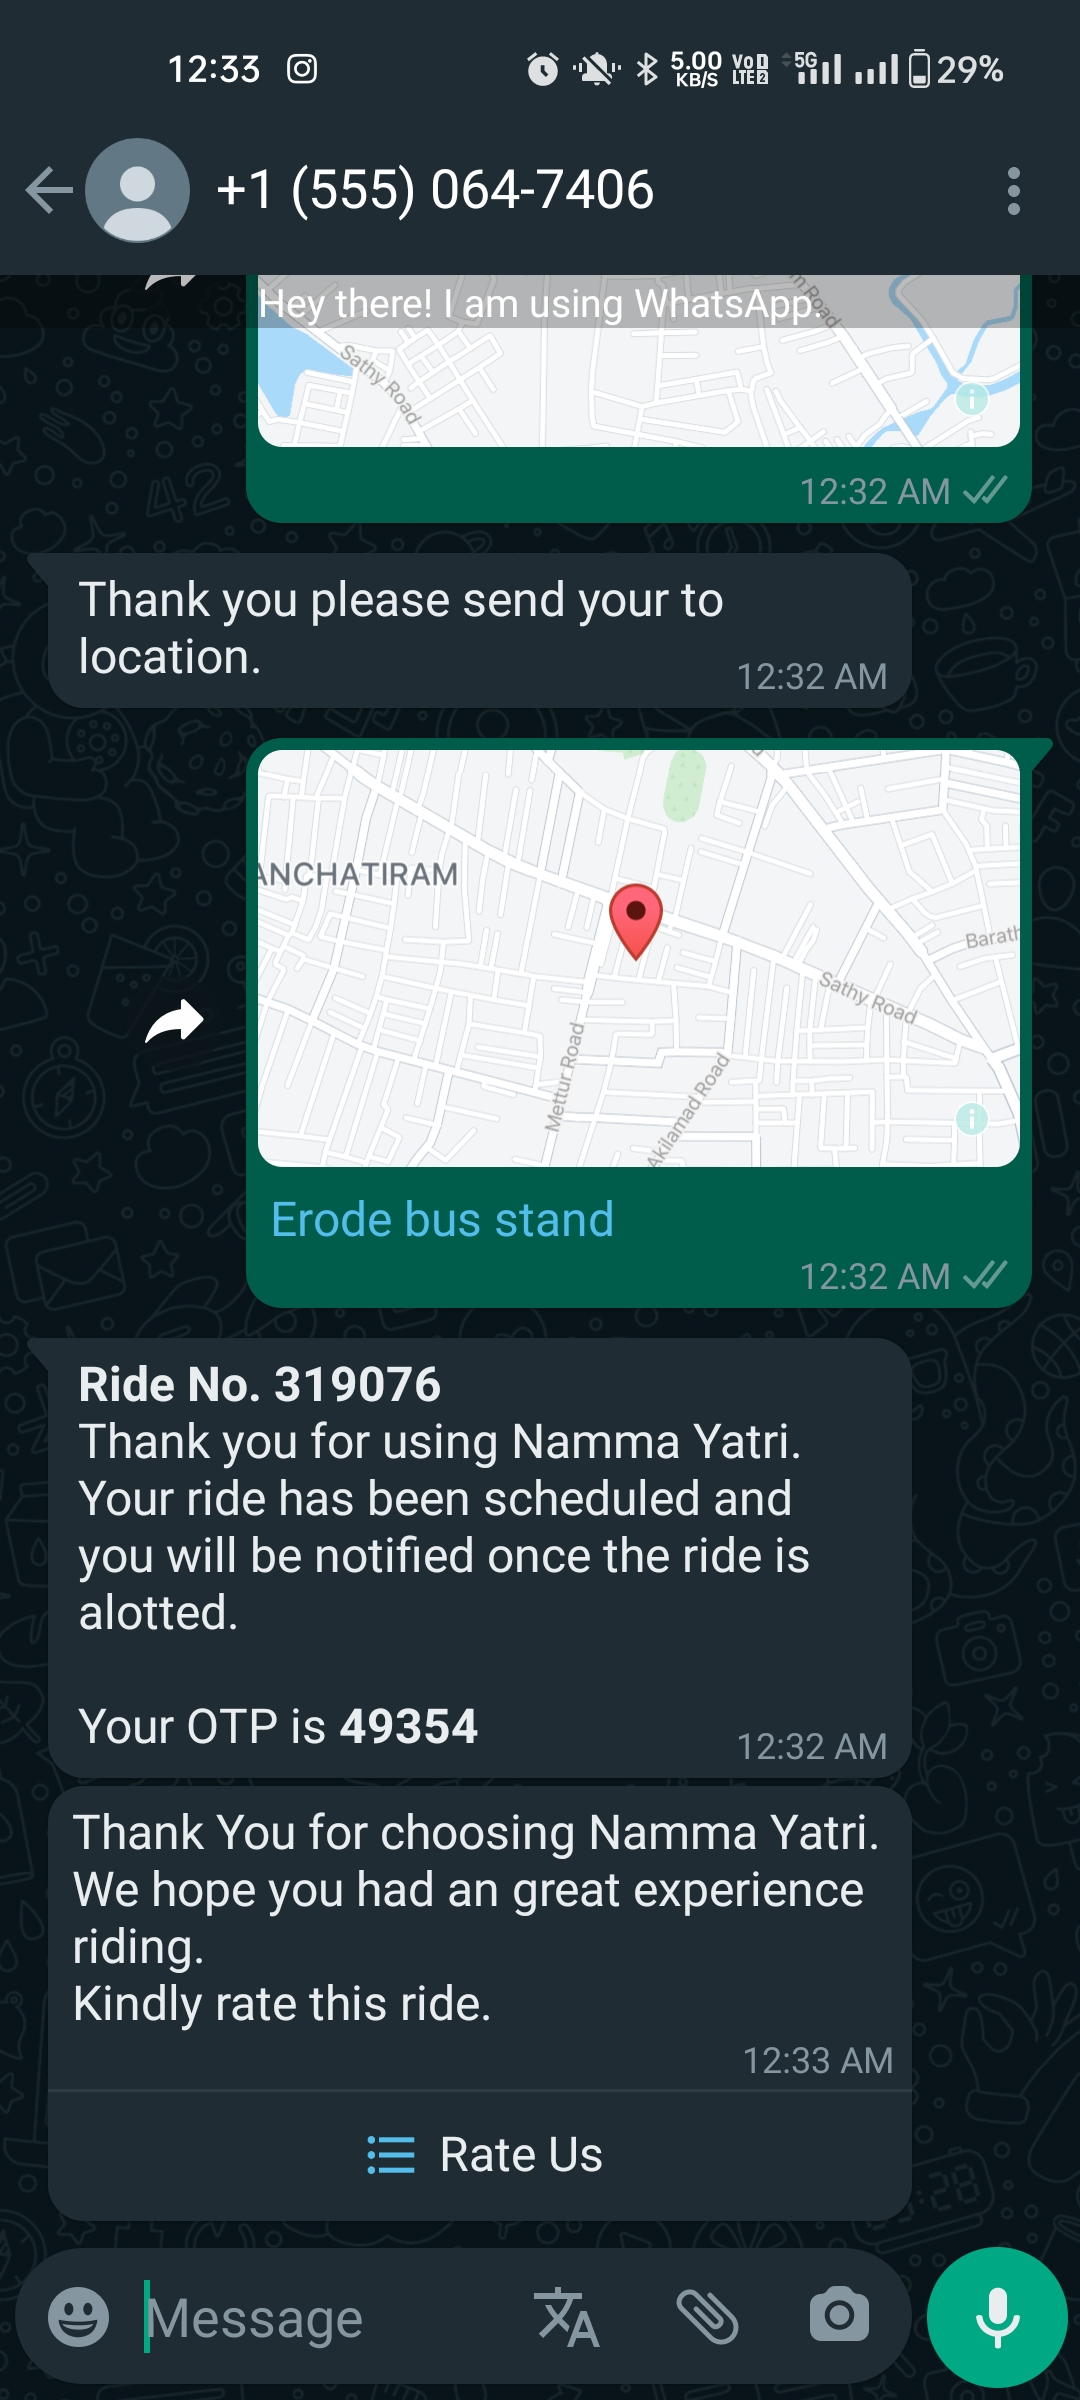 12:33
5.00 KB/S
Vo LTE 2
5G
29%
+1 (555) 064-7406
Hey there! I am using WhatsApp.
Sathy Road
Road
12:32 AM
Thank you please send your to
location.
12:32 AM
ANCHATIRAM
Barath
Sathy Road
Mettur Road
Akilamad Road
Erode bus stand
12:32 AM
Ride No. 319076
Thank you for using Namma Yatri.
Your ride has been scheduled and
you will be notified once the ride is
alotted.
Your OTP is 49354
12:32 AM
Thank You for choosing Namma Yatri.
We hope you had an great experience
riding.
Kindly rate this ride.
12:33 AM
Rate Us
Message